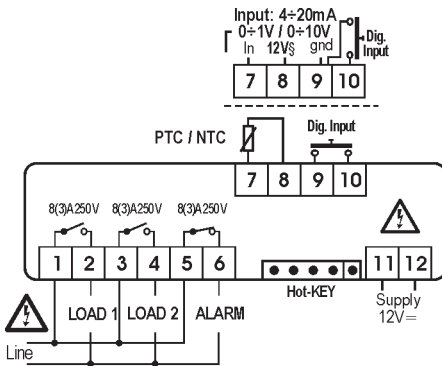 Input: 4÷20mA
0÷1V / 0÷10V
In 12V§ gnd
Dig.
Input
7 8 9 10
PTC / NTC
Dig. Input
7 8 9 10
8(3)A250V 8(3)A250V 8(3)A250V
1 2 3 4 5 6
11 12
Hot-KEY
Supply
12V=
LOAD 1 LOAD 2 ALARM
Line